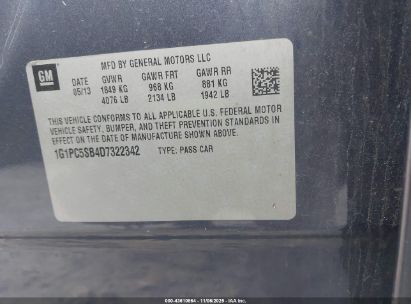 GM
MFD BY GENERAL MOTORS LLC
DATE GVWR GAWR FRT GAWR RR
05/13 1849 KG 968 KG 881 KG
4076 LB 2134 LB 1942 LB
THIS VEHICLE CONFORMS TO ALL APPLICABLE U.S. FEDERAL MOTOR
VEHICLE SAFETY, BUMPER, AND THEFT PREVENTION STANDARDS IN
EFFECT ON THE DATE OF MANUFACTURE SHOWN ABOVE.
1G1PC5SB4D7322342 TYPE: PASS CAR